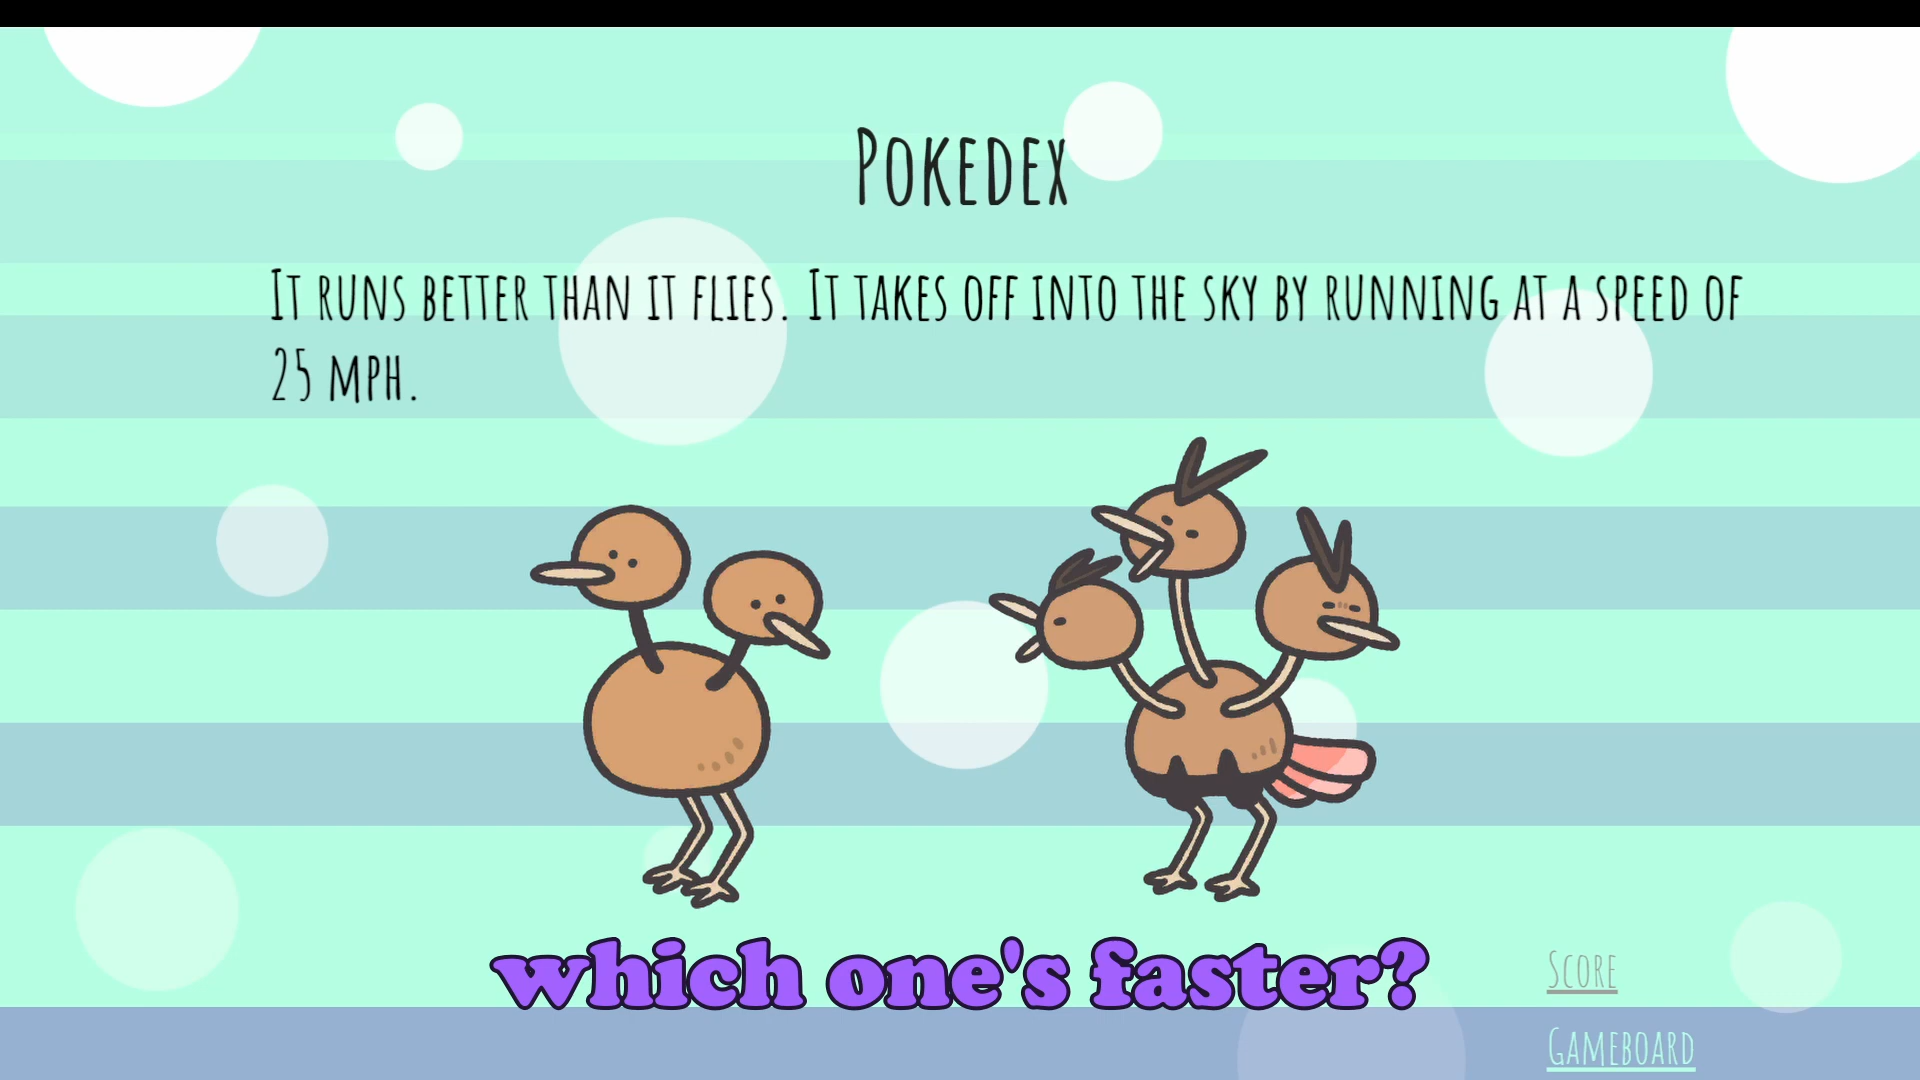 Pokedex
It runs better than it flies. It takes off into the sky by running at a speed of
25 mph.
which one's faster?
Score
Gameboard